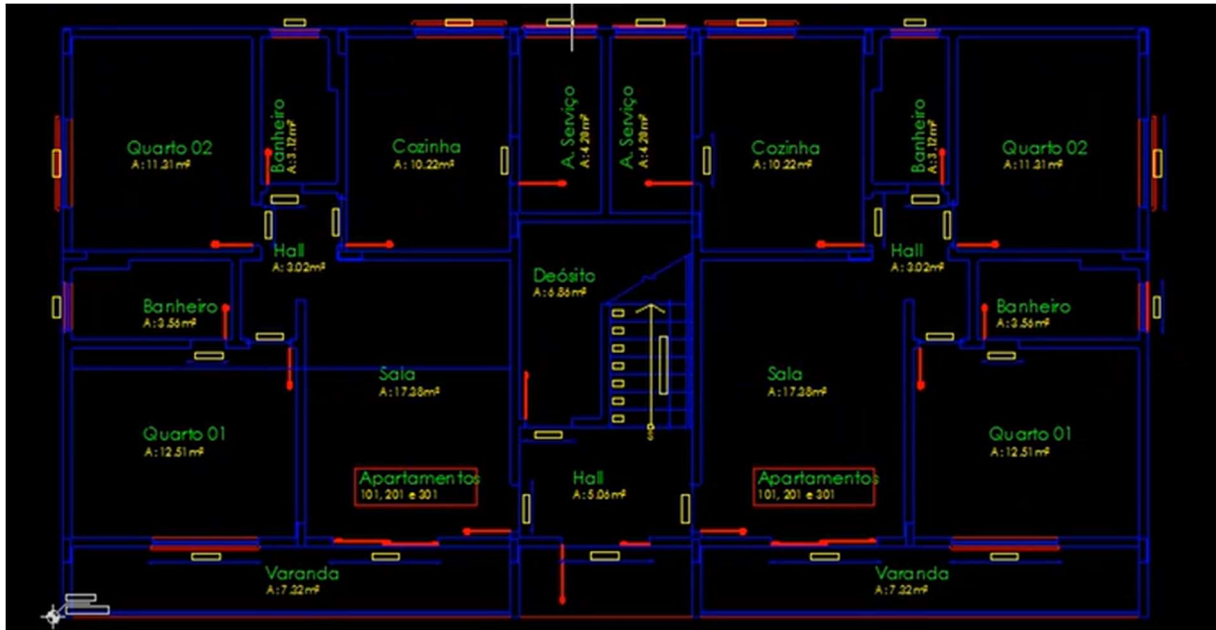 Quarto 02
A: 11.31m²
Banheiro
A: 3.12m²
Cozinha
A: 10.22m²
A. Serviço
A: 4.28m²
A. Serviço
A: 4.28m²
Cozinha
A: 10.22m²
Banheiro
A: 3.12m²
Quarto 02
A: 11.31m²
Hall
A: 3.02m²
Deósito
A: 6.86m²
Hall
A: 3.02m²
Banheiro
A: 3.56m²
Banheiro
A: 3.56m²
Sala
A: 17.38m²
Sala
A: 17.38m²
Quarto 01
A: 12.51m²
S
Quarto 01
A: 12.51m²
Apartamentos
101, 201 e 301
Hall
A: 5.06m²
Apartamentos
101, 201 e 301
Varanda
A: 7.32m²
Varanda
A: 7.32m²